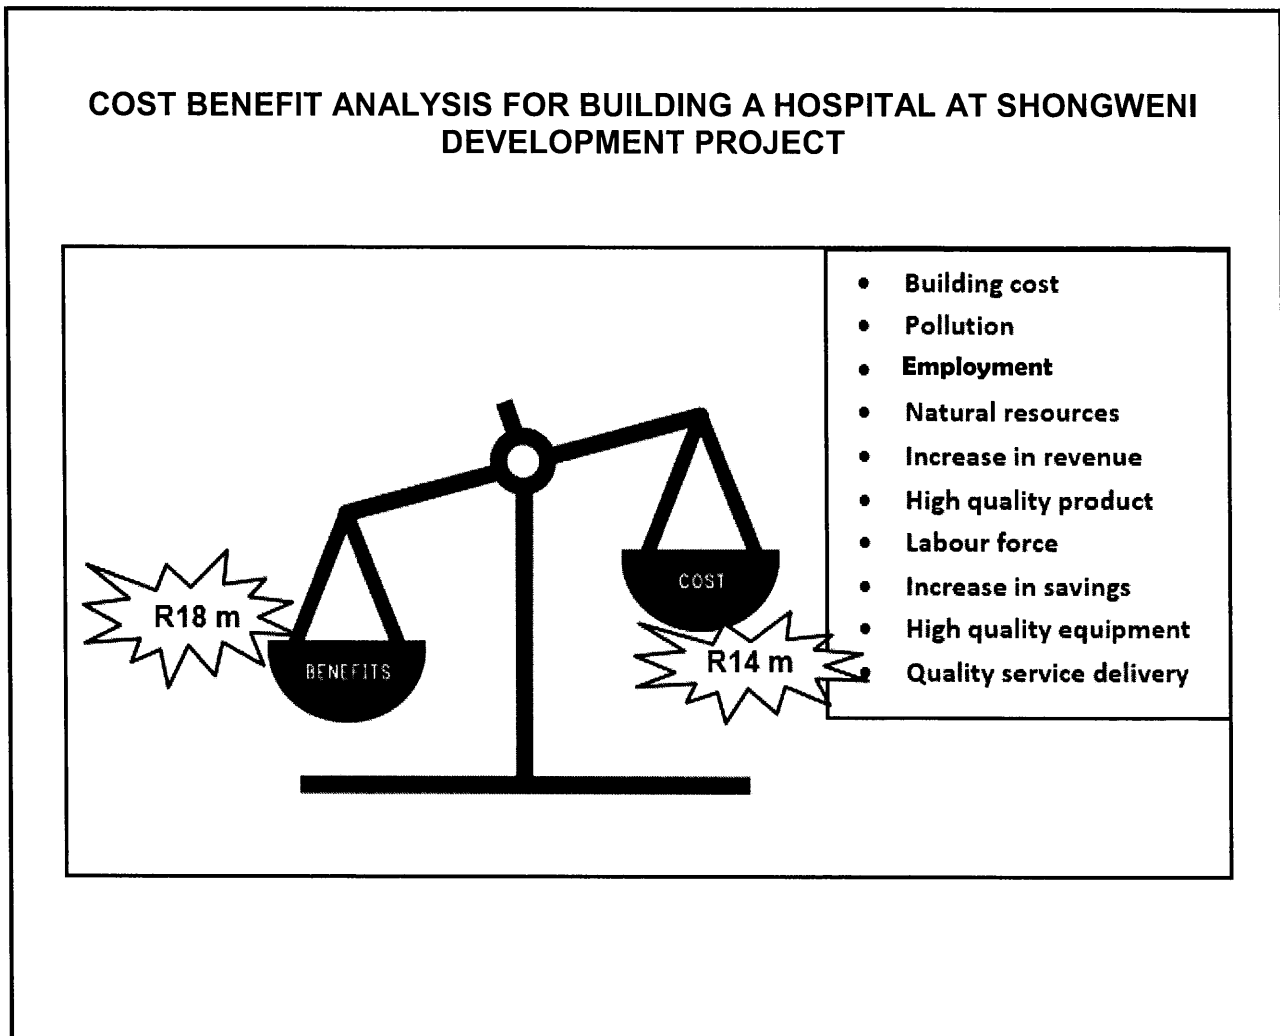 COST BENEFIT ANALYSIS FOR BUILDING A HOSPITAL AT SHONGWENI
DEVELOPMENT PROJECT
• Building cost
• Pollution
• Employment
• Natural resources
• Increase in revenue
• High quality product
• Labour force
• Increase in savings
• High quality equipment
• Quality service delivery
R18 m
BENEFITS
COST
R14 m